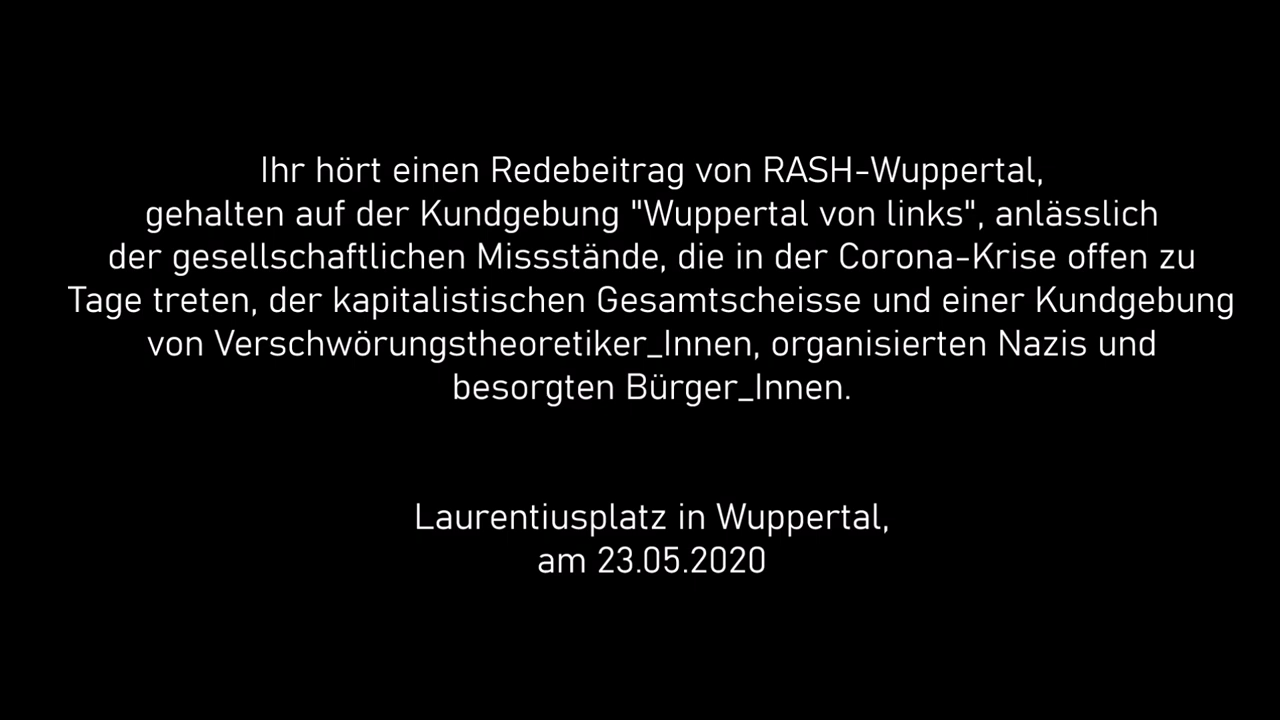 Ihr hört einen Redebeitrag von RASH-Wuppertal,
gehalten auf der Kundgebung "Wuppertal von links", anlässlich
der gesellschaftlichen Missstände, die in der Corona-Krise offen zu
Tage treten, der kapitalistischen Gesamtscheisse und einer Kundgebung
von Verschwörungstheoretiker_Innen, organisierten Nazis und
besorgten Bürger_Innen.
Laurentiusplatz in Wuppertal,
am 23.05.2020